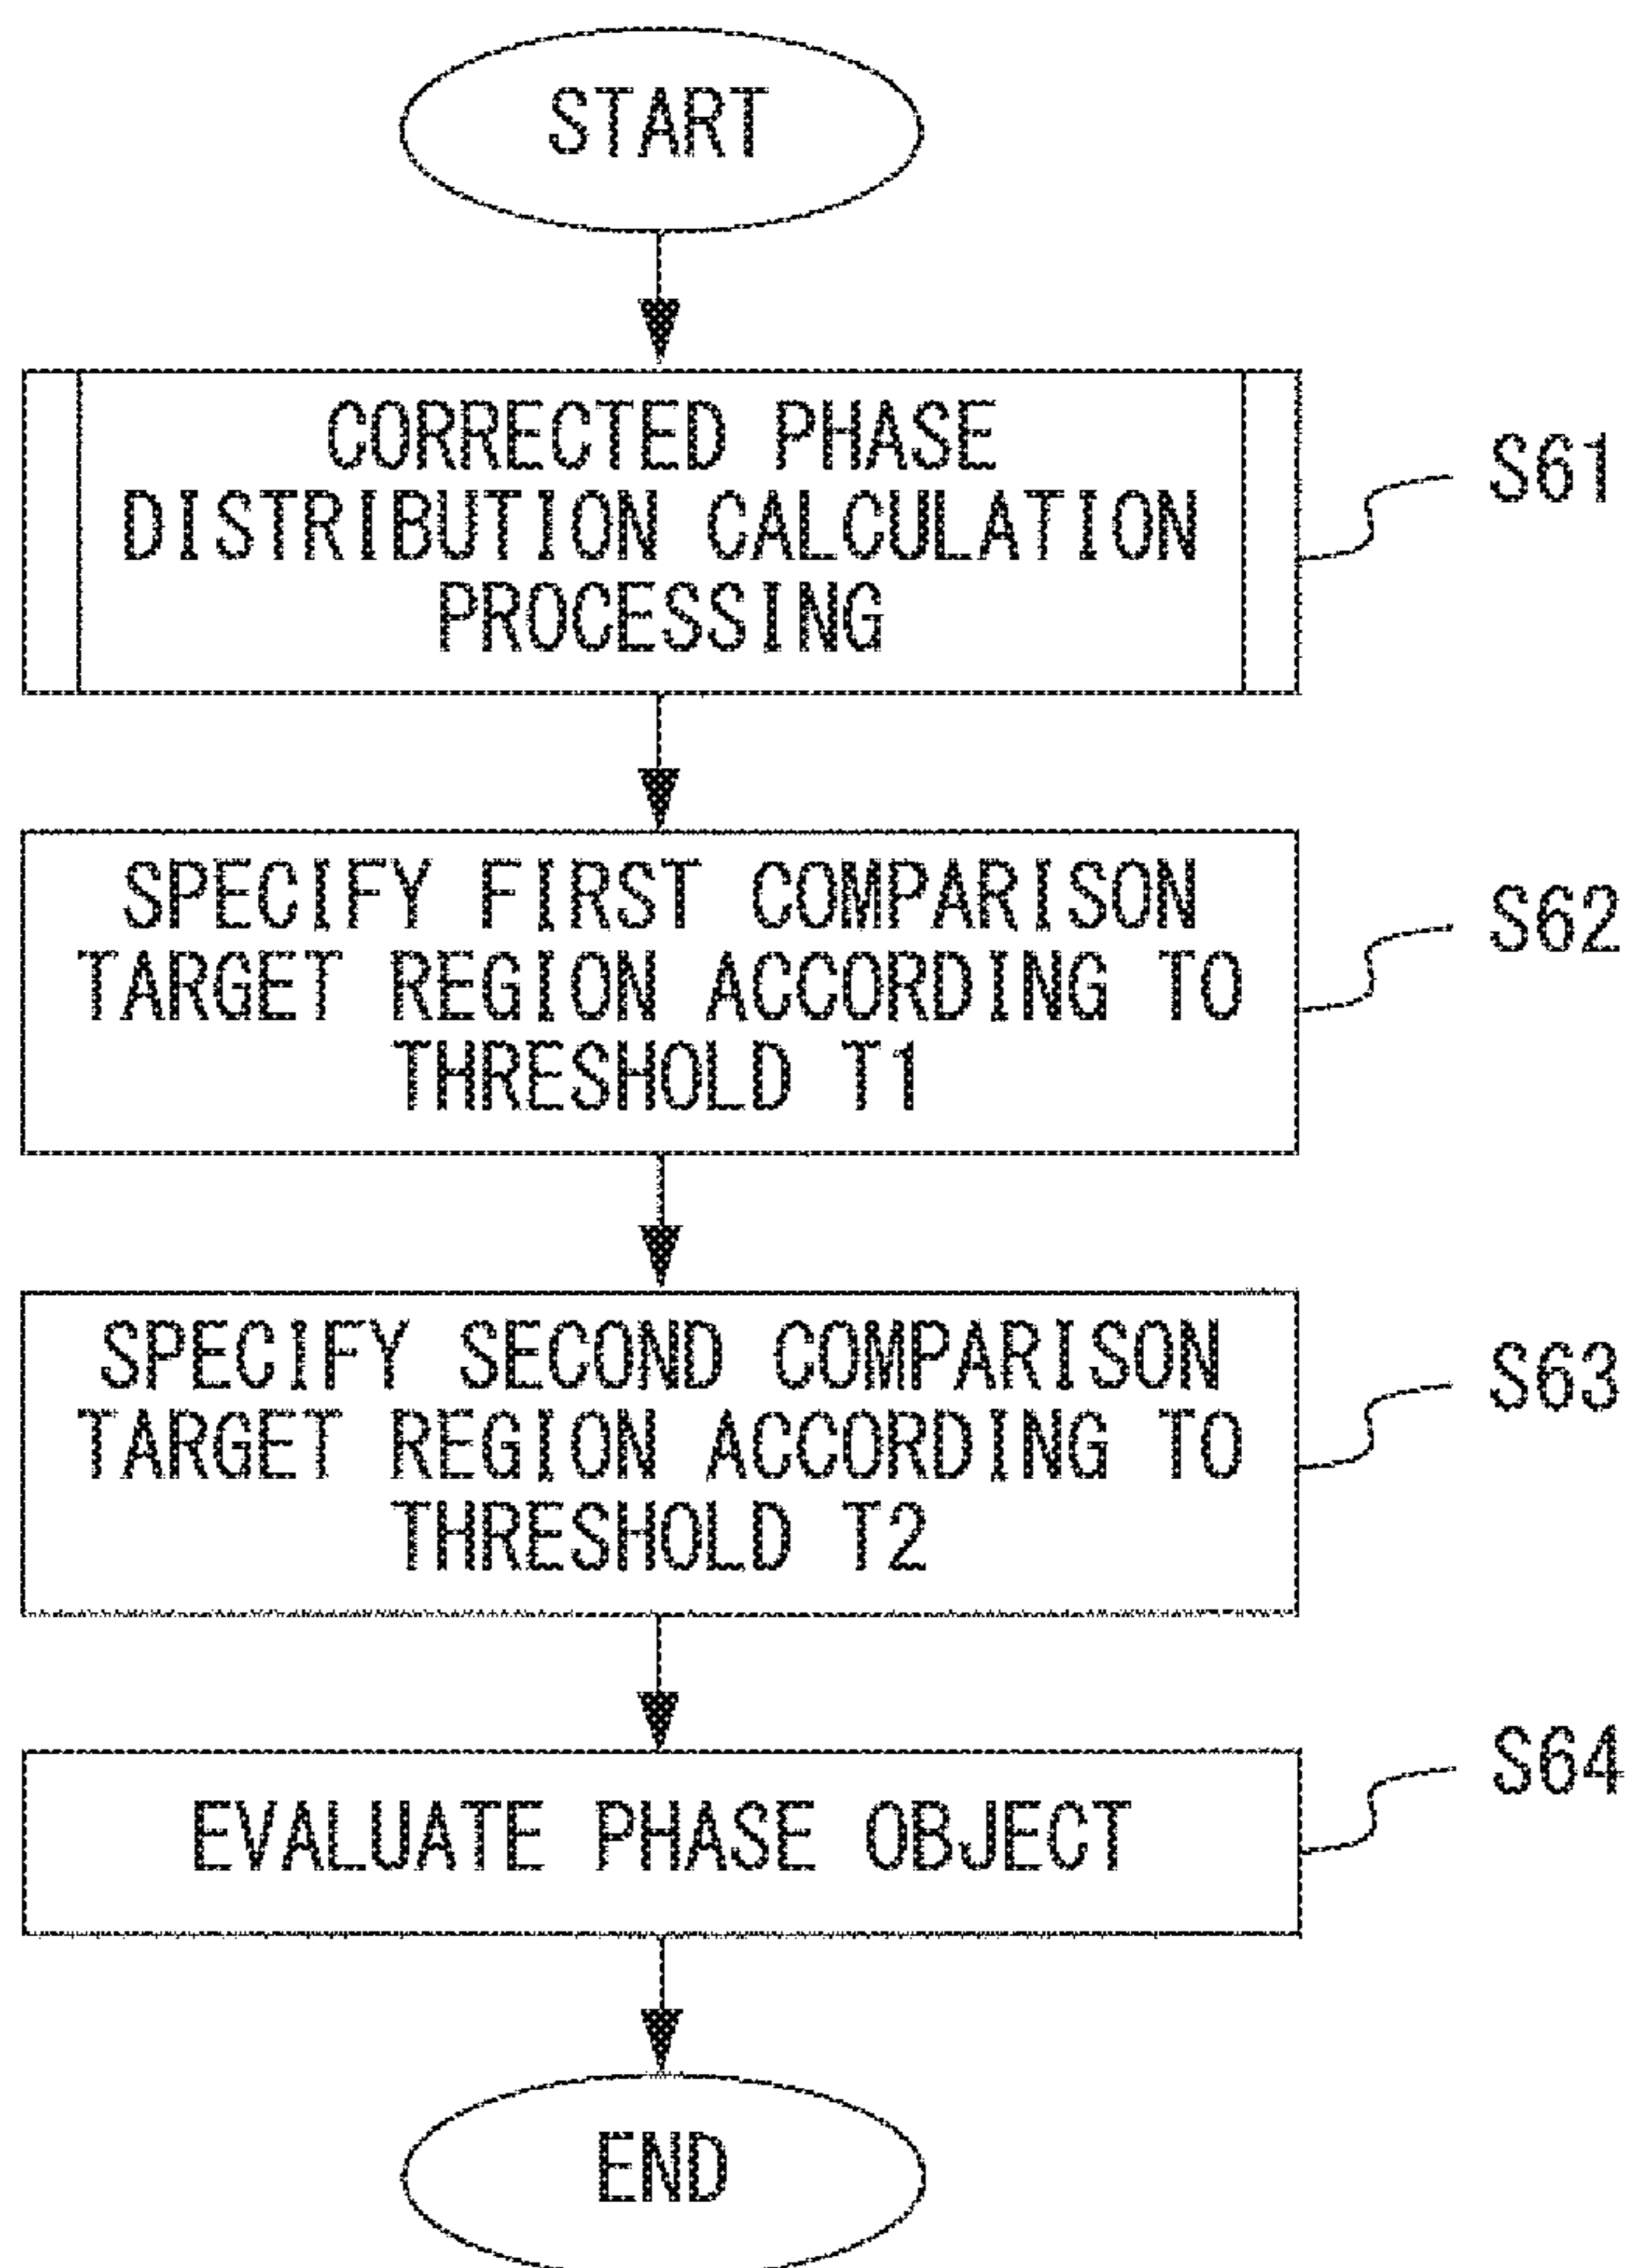 START
CORRECTED PHASE
DISTRIBUTION CALCULATION
PROCESSING
S61
SPECIFY FIRST COMPARISON
TARGET REGION ACCORDING TO
THRESHOLD T1
S62
SPECIFY SECOND COMPARISON
TARGET REGION ACCORDING TO
THRESHOLD T2
S63
EVALUATE PHASE OBJECT
S64
END